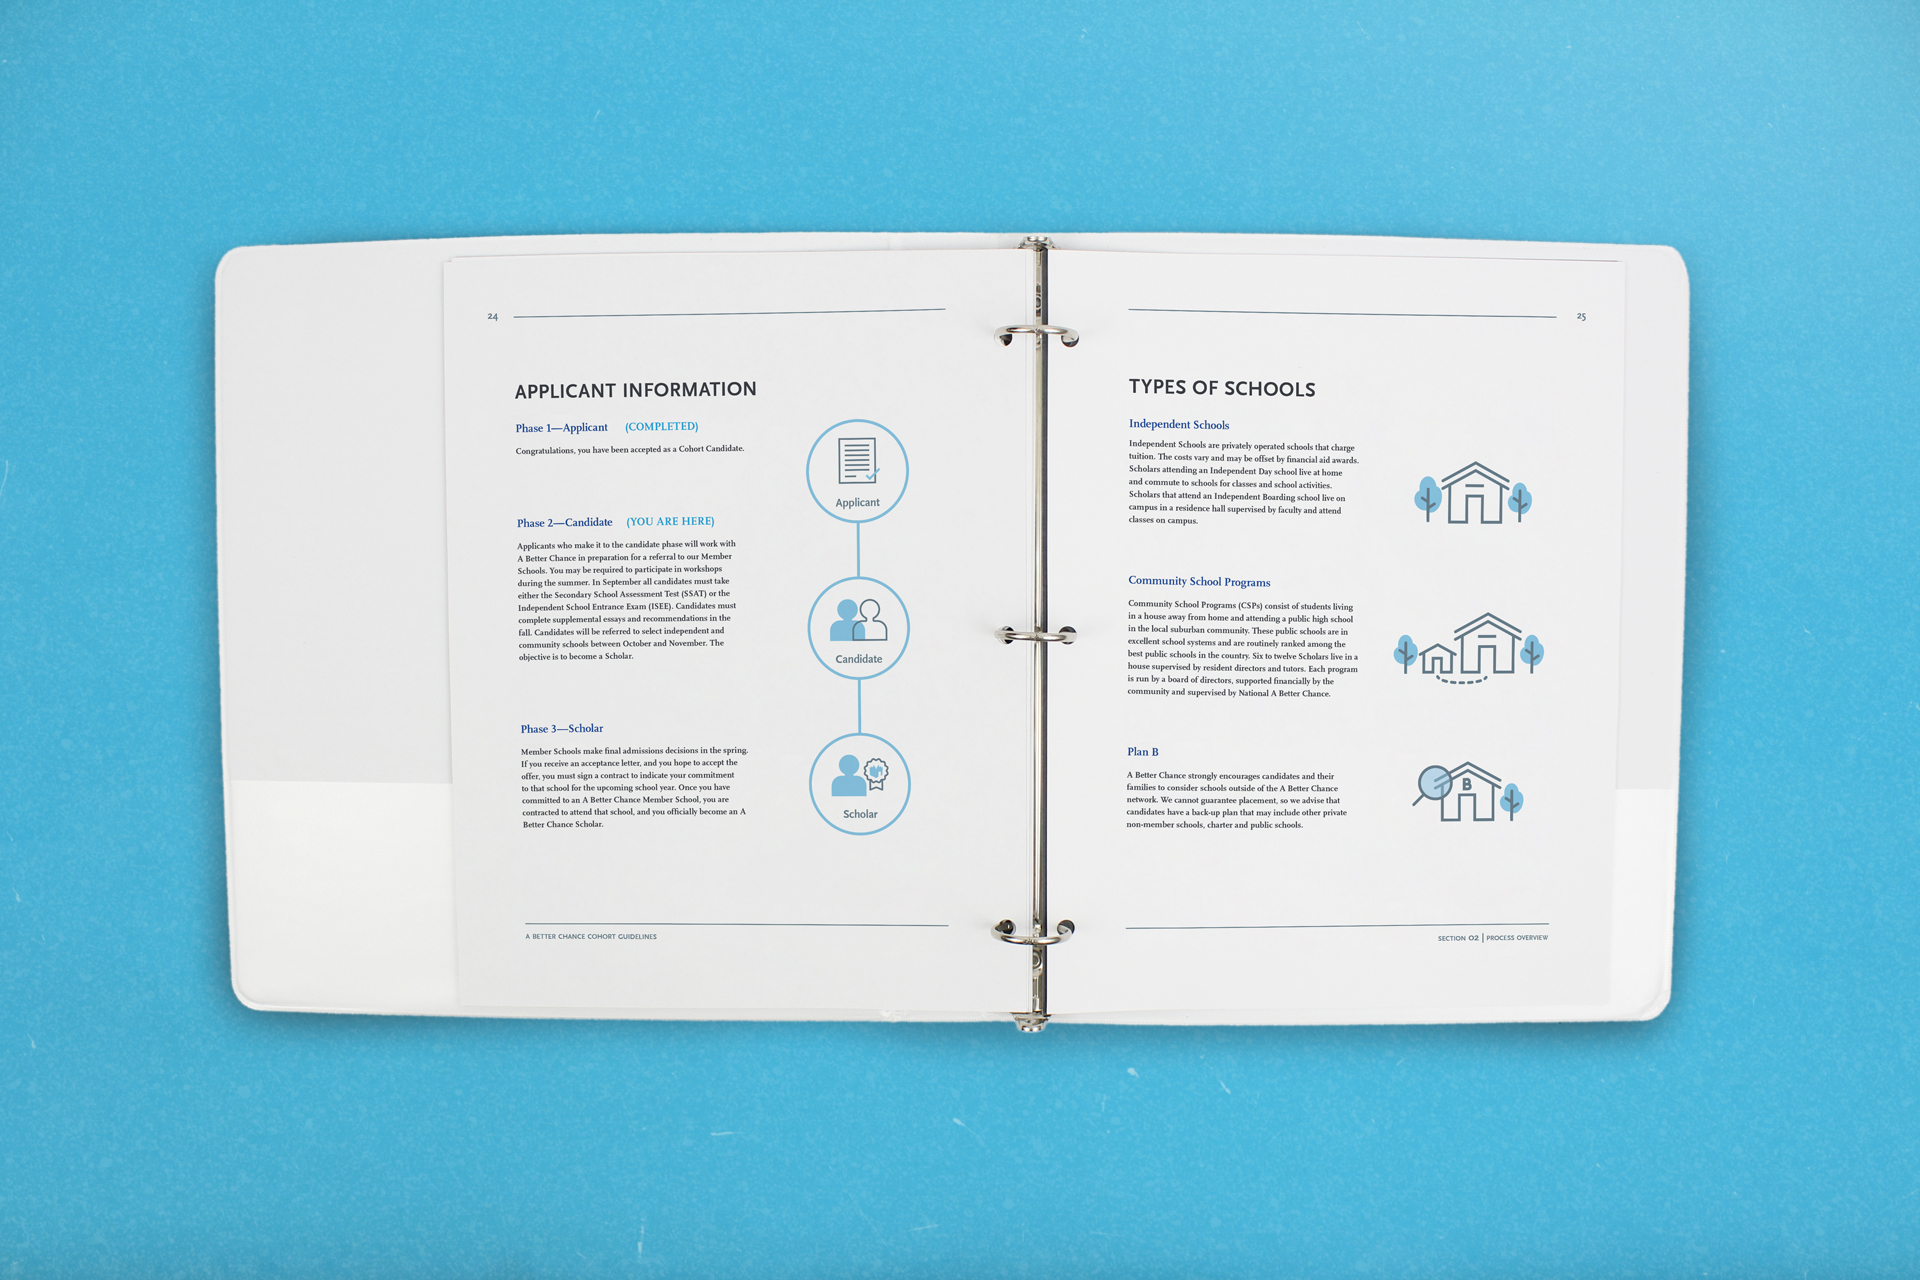 24
APPLICANT INFORMATION
Phase 1—Applicant (COMPLETED)
Congratulations, you have been accepted as a Cohort Candidate.
Phase 2—Candidate (YOU ARE HERE)
Applicants who make it to the candidate phase will work with
A Better Chance in preparation for a referral to our Member
Schools. You may be required to participate in workshops
during the summer. In September all candidates must take
either the Secondary School Assessment Test (SSAT) or the
Independent School Entrance Exam (ISEE). Candidates must
complete supplemental essays and recommendations in the
fall. Candidates will be referred to select independent and
community schools between October and November. The
objective is to become a Scholar.
Phase 3—Scholar
Member Schools make final admissions decisions in the spring.
If you receive an acceptance letter, and you hope to accept the
offer, you must sign a contract to indicate your commitment
to that school for the upcoming school year. Once you have
committed to an A Better Chance Member School, you are
contracted to attend that school, and you officially become an A
Better Chance Scholar.
Applicant
Candidate
Scholar
A BETTER CHANCE COHORT GUIDELINES
25
TYPES OF SCHOOLS
Independent Schools
Independent Schools are privately operated schools that charge
tuition. The costs vary and may be offset by financial aid awards.
Scholars attending an Independent Day school live at home
and commute to schools for classes and school activities.
Scholars that attend an Independent Boarding school live on
campus in a residence hall supervised by faculty and attend
classes on campus.
Community School Programs
Community School Programs (CSPs) consist of students living
in a house away from home and attending a public high school
in the local suburban community. These public schools are in
excellent school systems and are routinely ranked among the
best public schools in the country. Six to twelve Scholars live in a
house supervised by resident directors and tutors. Each program
is run by a board of directors, supported financially by the
community and supervised by National A Better Chance.
Plan B
A Better Chance strongly encourages candidates and their
families to consider schools outside of the A Better Chance
network. We cannot guarantee placement, so we advise that
candidates have a back-up plan that may include other private
non-member schools, charter and public schools.
B
SECTION 02 | PROCESS OVERVIEW